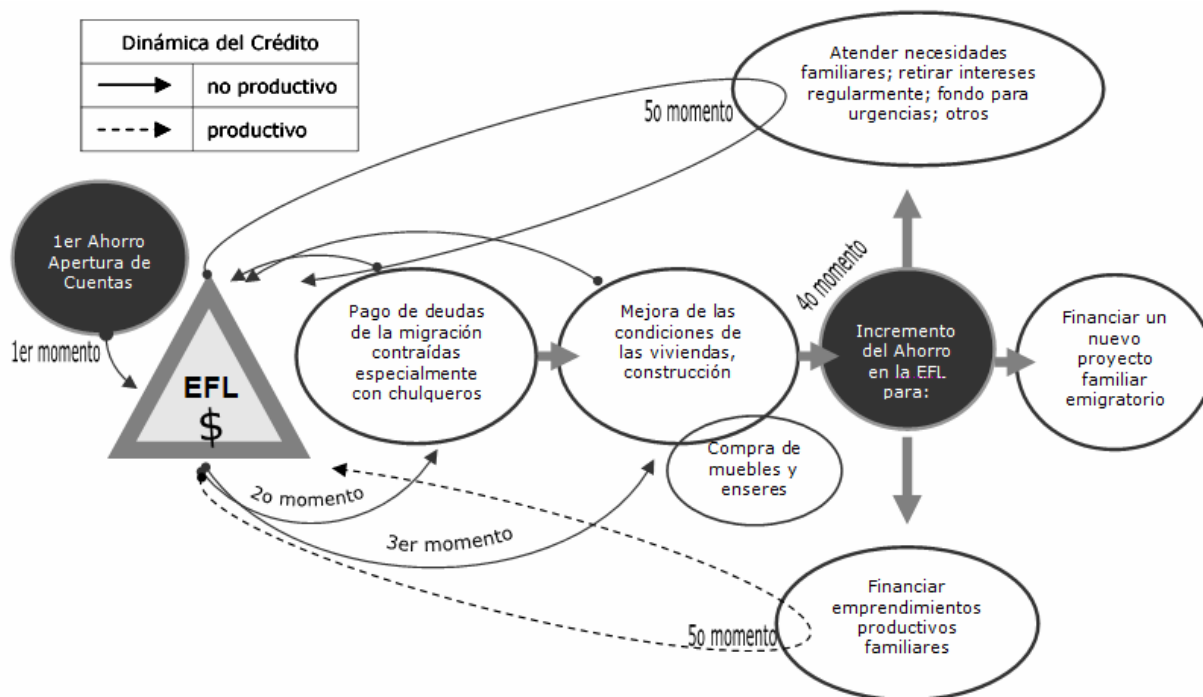 Dinámica del Crédito
no productivo
productivo
Atender necesidades
familiares; retirar intereses
regularmente; fondo para
urgencias; otros
5o momento
1er Ahorro
Apertura de
Cuentas
1er momento
EFL
$
Pago de deudas
de la migración
contraídas
especialmente
con chulqueros
Mejora de las
condiciones de
las viviendas,
construcción
Compra de
muebles y
enseres
4o momento
Incremento
del Ahorro
en la EFL
para:
Financiar un
nuevo
proyecto
familiar
emigratorio
2o momento
3er momento
5o momento
Financiar
emprendimientos
productivos
familiares